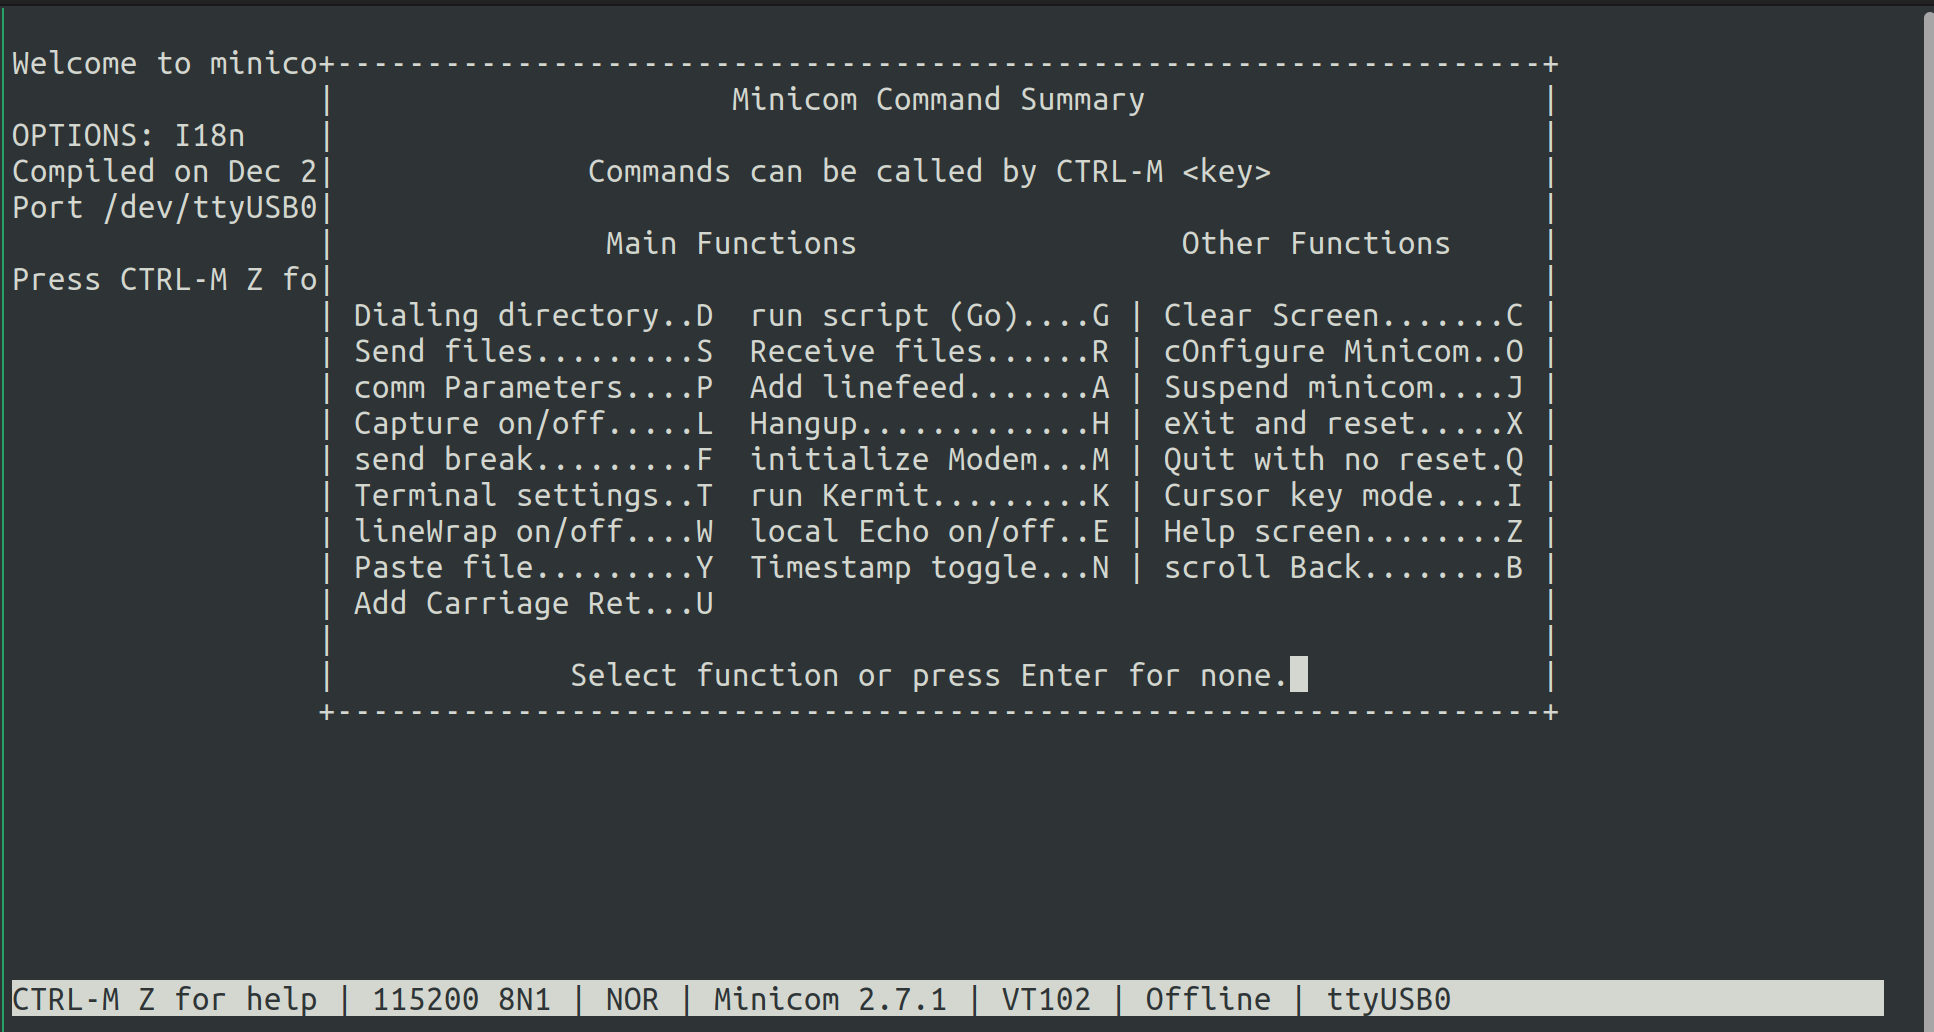 Welcome to minico+-------------------------------------------------------------------+
| Minicom Command Summary |
OPTIONS: I18n | |
Compiled on Dec 2| Commands can be called by CTRL-M <key> |
Port /dev/ttyUSB0| |
| Main Functions Other Functions |
Press CTRL-M Z fo| |
| Dialing directory..D run script (Go)....G | Clear Screen.......C |
| Send files.........S Receive files......R | cOnfigure Minicom..O |
| comm Parameters....P Add linefeed.......A | Suspend minicom....J |
| Capture on/off.....L Hangup.............H | eXit and reset.....X |
| send break.........F initialize Modem...M | Quit with no reset.Q |
| Terminal settings..T run Kermit.........K | Cursor key mode....I |
| lineWrap on/off....W local Echo on/off..E | Help screen........Z |
| Paste file.........Y Timestamp toggle...N | scroll Back........B |
| Add Carriage Ret...U |
| |
| Select function or press Enter for none. |
+-------------------------------------------------------------------+
CTRL-M Z for help | 115200 8N1 | NOR | Minicom 2.7.1 | VT102 | Offline | ttyUSB0